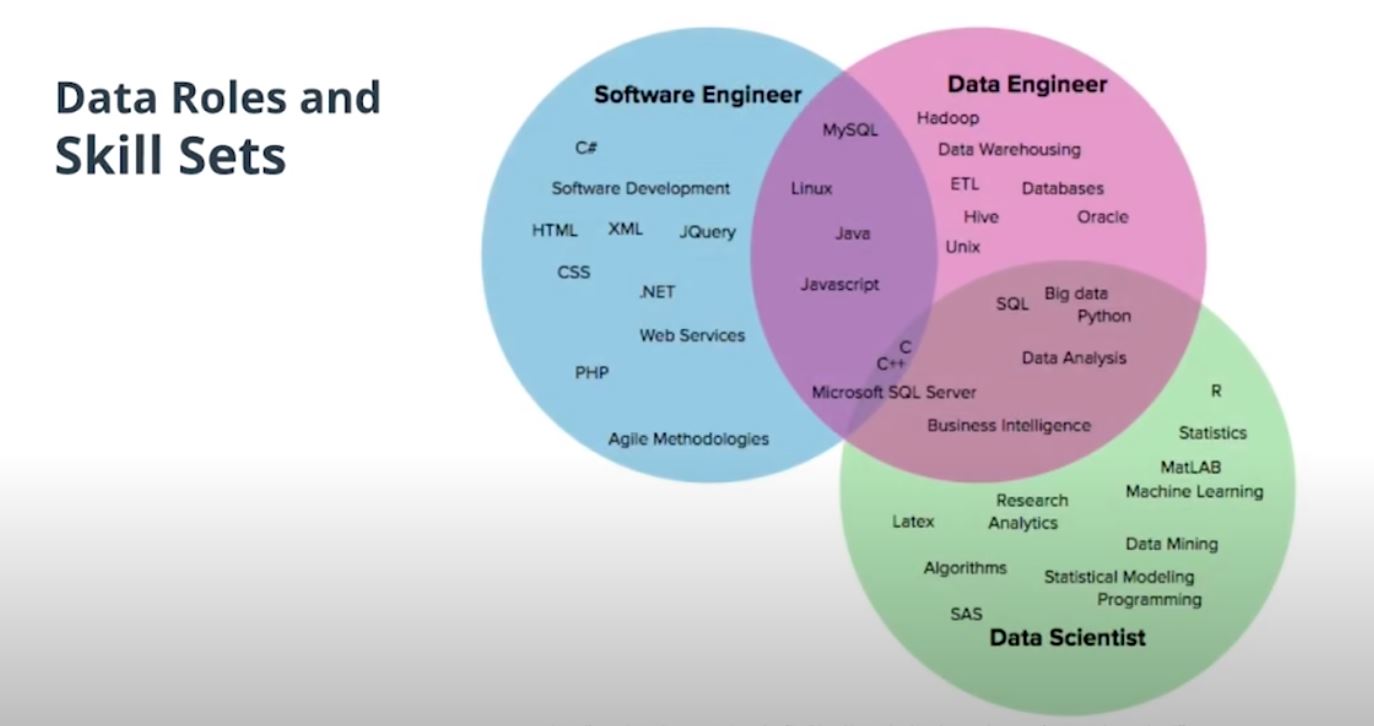 Data Roles and
Skill Sets
Software Engineer
C#
Software Development
HTML XML JQuery
CSS
.NET
Web Services
PHP
Agile Methodologies
MySQL
Linux
Java
Javascript
C
C++
Microsoft SQL Server
Data Engineer
Hadoop
Data Warehousing
ETL Databases
Hive Oracle
Unix
SQL Big data
Python
Data Analysis
Business Intelligence
R
Statistics
MatLAB
Machine Learning
Research
Latex Analytics
Data Mining
Algorithms
Statistical Modeling
Programming
SAS
Data Scientist